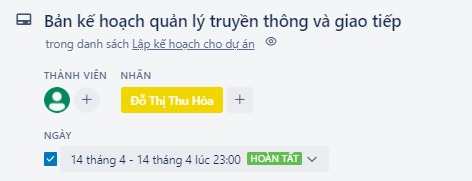 Bản kế hoạch quản lý truyền thông và giao tiếp
trong danh sách Lập kế hoạch cho dự án
THÀNH VIÊN NHÃN
Đỗ Thị Thu Hòa
NGÀY
14 tháng 4 - 14 tháng 4 lúc 23:00 HOÀN TẤT